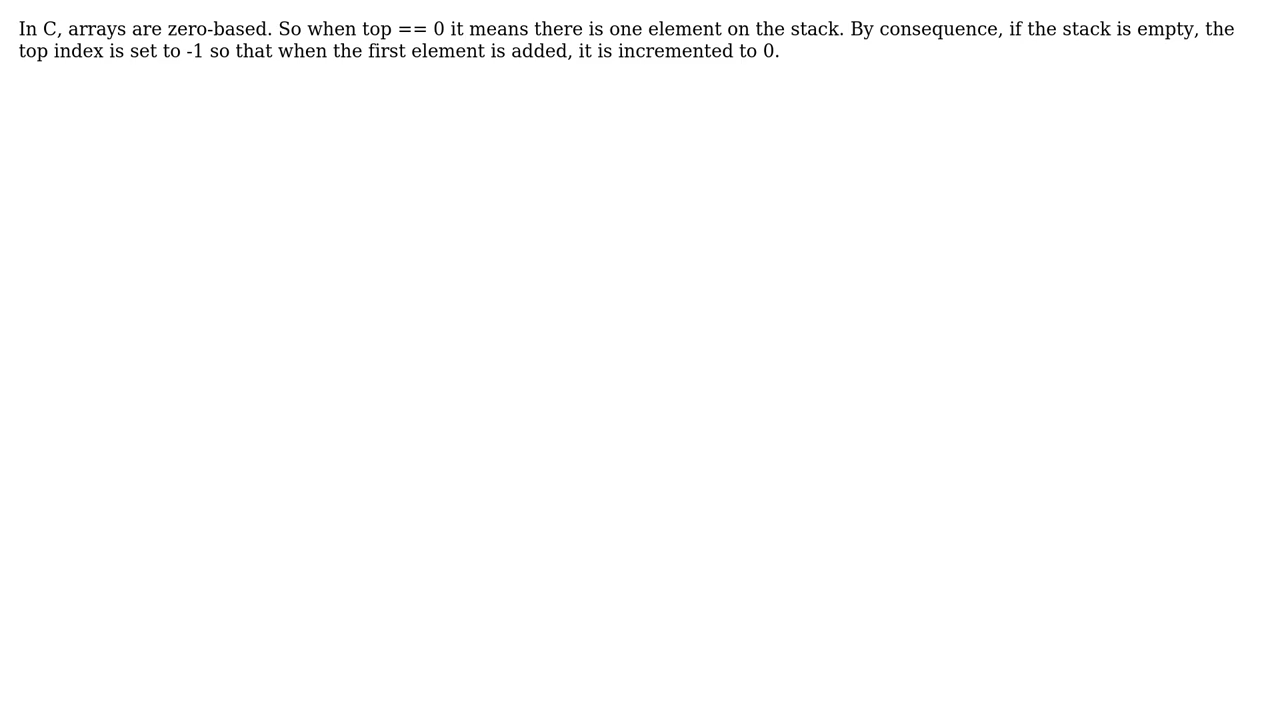 In C, arrays are zero-based. So when top == 0 it means there is one element on the stack. By consequence, if the stack is empty, the
top index is set to -1 so that when the first element is added, it is incremented to 0.